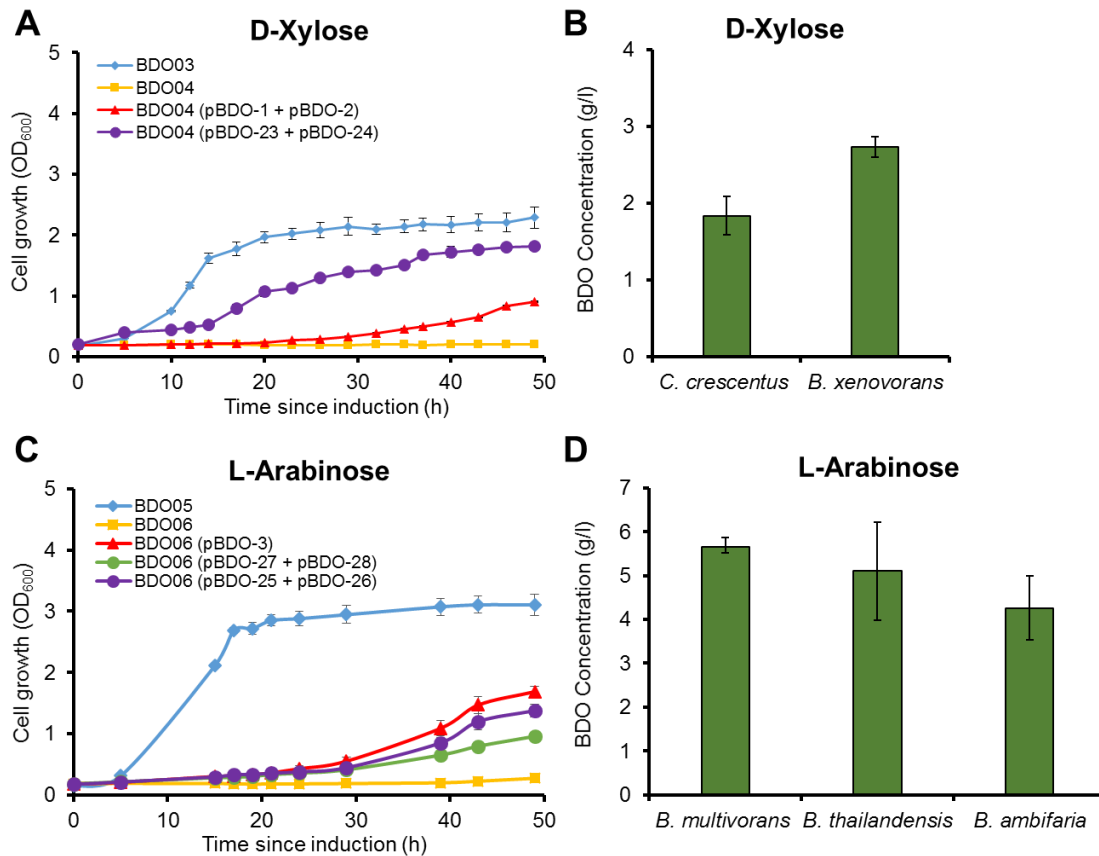 A
D-Xylose
5
4
3
2
1
0
Cell growth (OD600)
BDO03
BDO04
BDO04 (pBDO-1 + pBDO-2)
BDO04 (pBDO-23 + pBDO-24)
0 10 20 30 40 50
Time since induction (h)
B
D-Xylose
4
3
2
1
0
BDO Concentration (g/l)
C. crescentus B. xenovorans
C
L-Arabinose
5
4
3
2
1
0
Cell growth (OD600)
BDO05
BDO06
BDO06 (pBDO-3)
BDO06 (pBDO-27 + pBDO-28)
BDO06 (pBDO-25 + pBDO-26)
0 10 20 30 40 50
Time since induction (h)
D
L-Arabinose
7
6
5
4
3
2
1
0
BDO Concentration (g/l)
B. multivorans B. thailandensis B. ambifaria